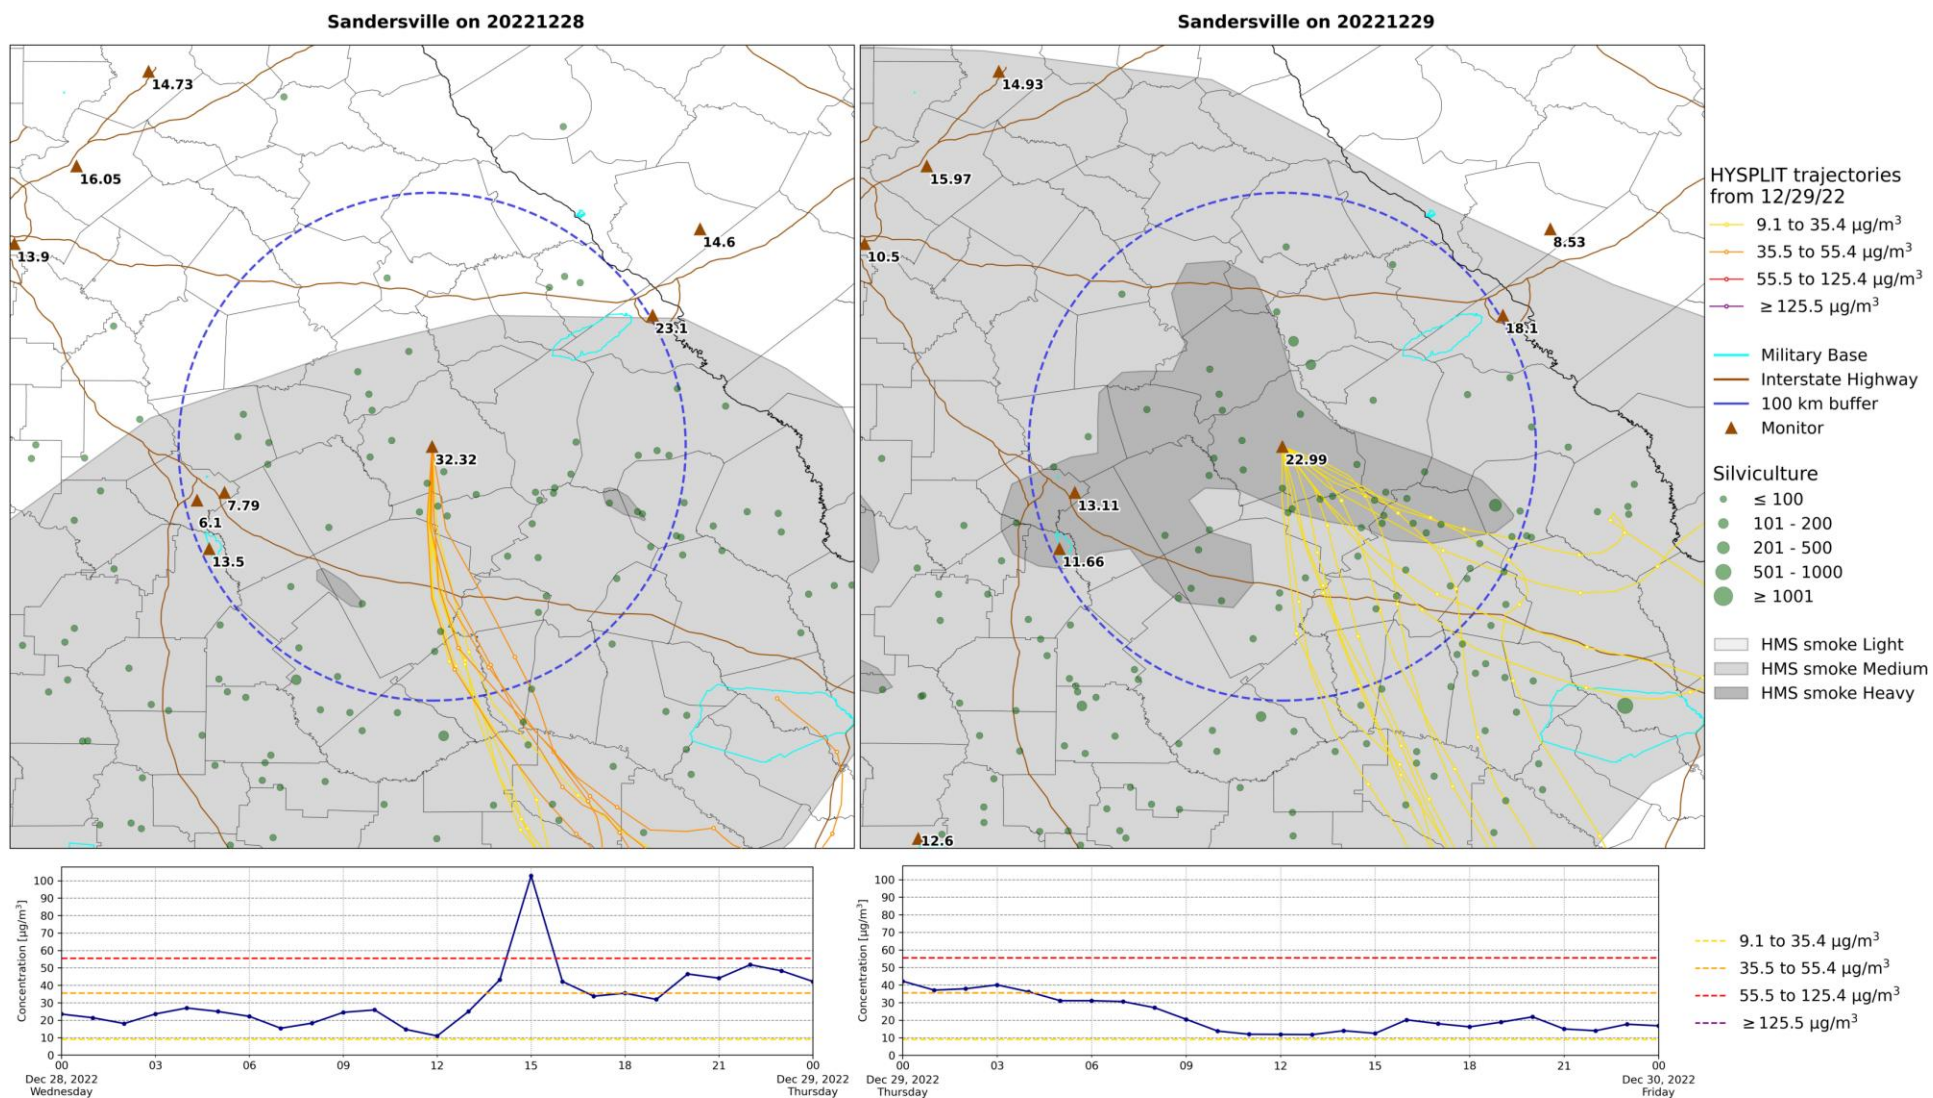 Sandersville on 20221228
14.73
16.05
13.9
14.6
23.1
32.32
7.79
6.1
13.5
Sandersville on 20221229
14.93
15.97
10.5
8.53
18.1
22.99
13.11
11.66
12.6
HYSPLIT trajectories
from 12/29/22
9.1 to 35.4 µg/m³
35.5 to 55.4 µg/m³
55.5 to 125.4 µg/m³
≥ 125.5 µg/m³
Military Base
Interstate Highway
100 km buffer
Monitor
Silviculture
≤ 100
101 - 200
201 - 500
501 - 1000
≥ 1001
HMS smoke Light
HMS smoke Medium
HMS smoke Heavy
Concentration [µg/m³]
100
90
80
70
60
50
40
30
20
10
0
00 03 06 09 12 15 18 21 00
Dec 28, 2022 Dec 29, 2022
Wednesday Thursday
Concentration [µg/m³]
100
90
80
70
60
50
40
30
20
10
0
00 03 06 09 12 15 18 21 00
Dec 29, 2022 Dec 30, 2022
Thursday Friday
9.1 to 35.4 µg/m³
35.5 to 55.4 µg/m³
55.5 to 125.4 µg/m³
≥ 125.5 µg/m³